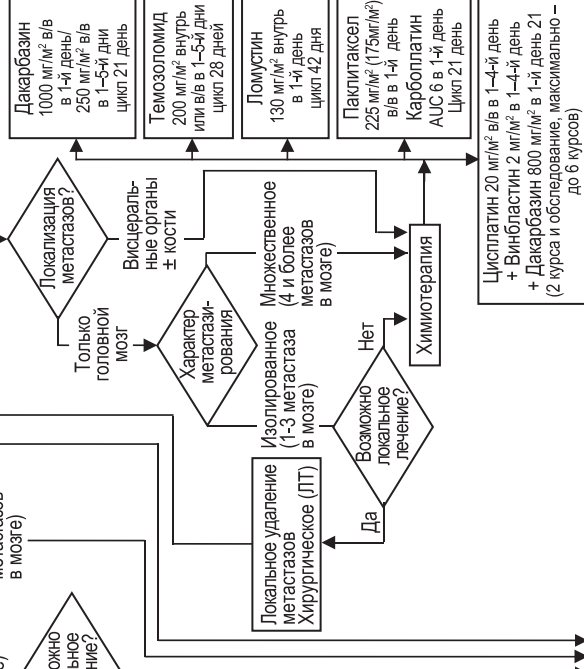 Дакарбазин
1000 мг/м² в/в
в 1-й день/
250 мг/м² в/в
в 1–5-й дни
цикл 21 день
Темозоломид
200 мг/м² внутрь
или в/в в 1–5-й дни
цикл 28 дней
Ломустин
130 мг/м² внутрь
в 1-й день
цикл 42 дня
Паклитаксел
225 мг/м² (175мг/м²)
в/в в 1-й день
Карбоплатин
AUC 6 в 1-й день
Цикл 21 день
Цисплатин 20 мг/м² в/в в 1–4-й день
+ Винбластин 2 мг/м² в 1–4-й день
+ Дакарбазин 800 мг/м² в 1-й день 21
(2 курса и обследование, максимально –
до 6 курсов)
Локализация
метастазов?
Висцераль-
ные органы
± кости
Только
головной
мозг
Характер
метастази-
рования
Множественное
(4 и более
метастазов
в мозге)
Изолированное
(1-3 метастаза
в мозге)
Химиотерапия
Нет
Возможно
локальное
лечение?
Да
Локальное удаление
метастазов
Хирургическое (ЛТ)
в мозге)